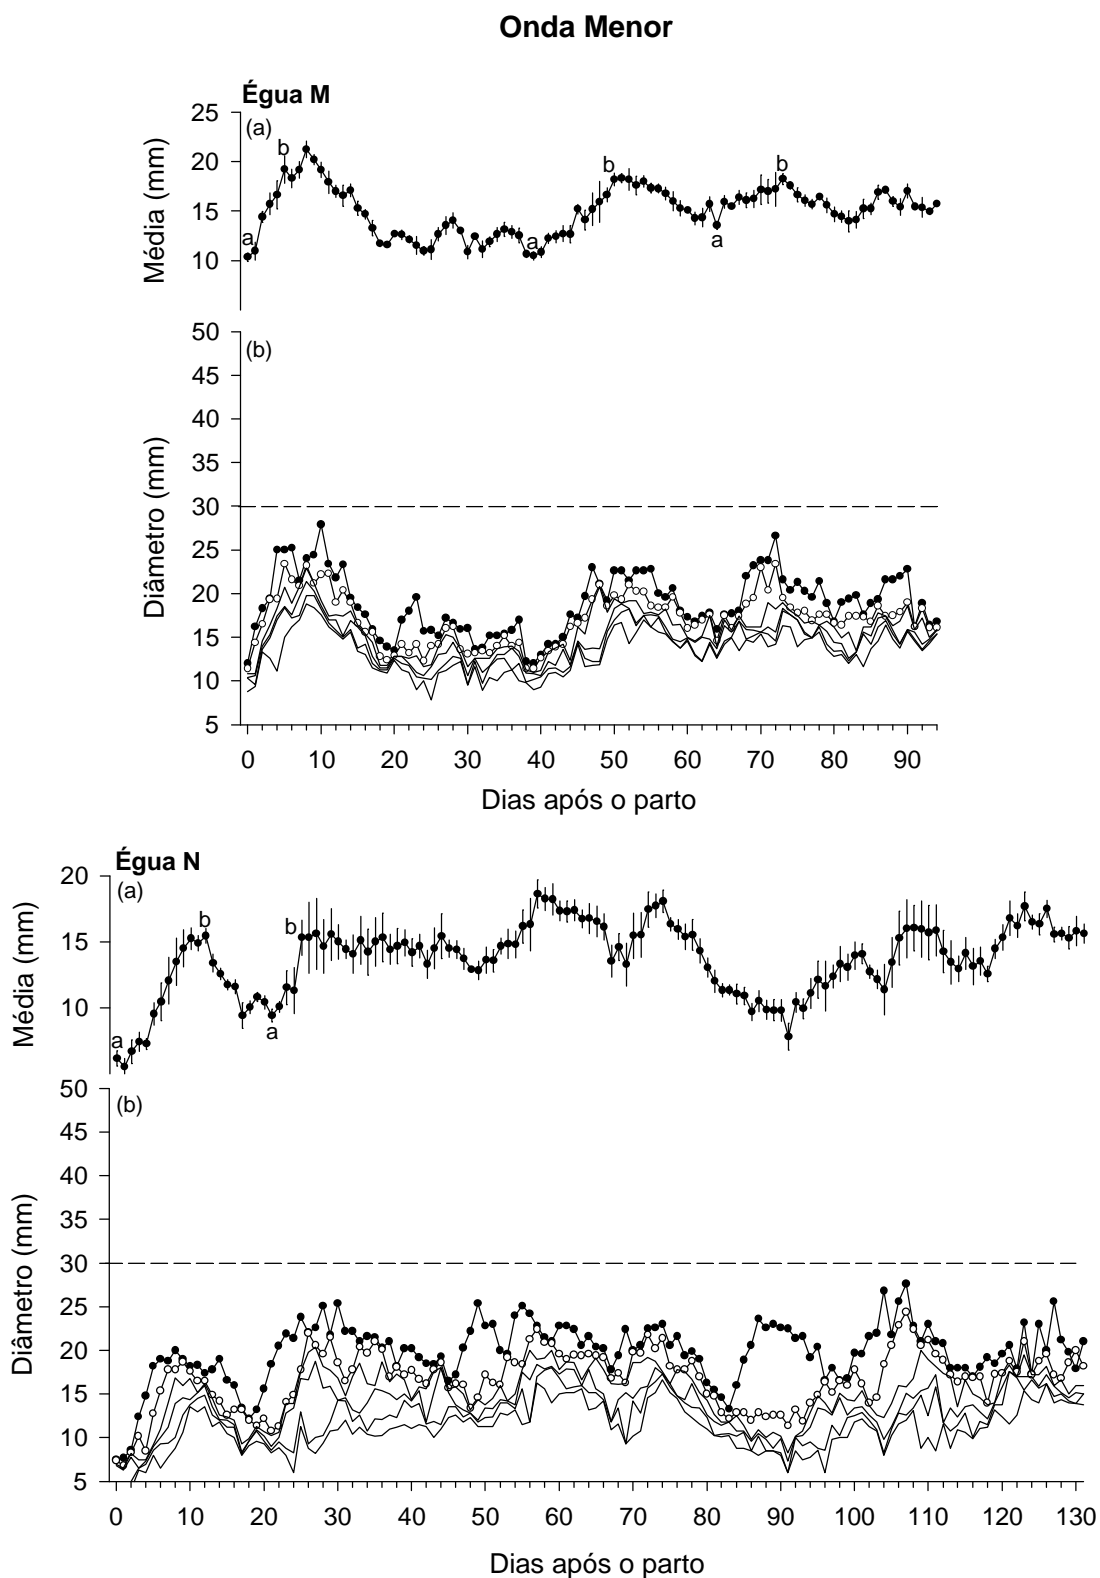 Onda Menor
Égua M
(a)
25
20
15
10
Média (mm)
a
b
a
b
a
b
(b)
50
45
40
35
30
25
20
15
10
5
Diâmetro (mm)
0 10 20 30 40 50 60 70 80 90
Dias após o parto
Égua N
(a)
20
15
10
Média (mm)
a
b
a
b
(b)
50
45
40
35
30
25
20
15
10
5
Diâmetro (mm)
0 10 20 30 40 50 60 70 80 90 100 110 120 130
Dias após o parto